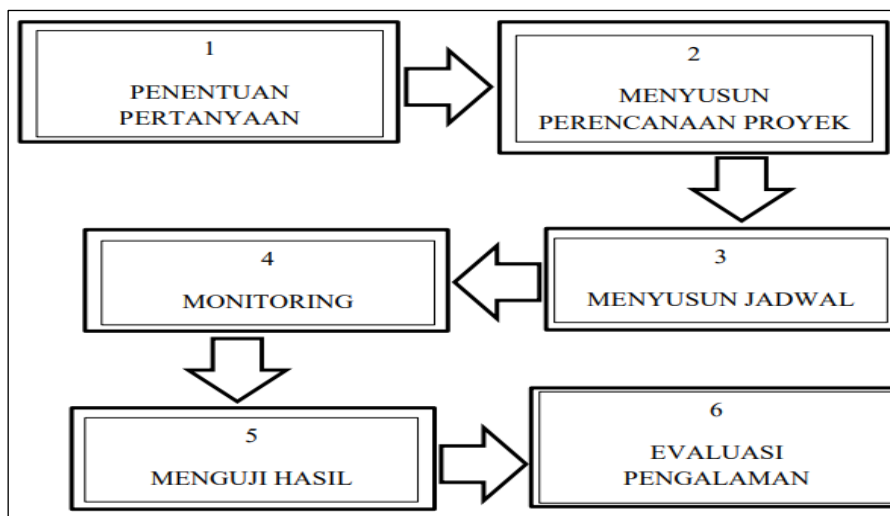 1
PENENTUAN
PERTANYAAN
2
MENYUSUN
PERENCANAAN PROYEK
3
MENYUSUN JADWAL
4
MONITORING
5
MENGUJI HASIL
6
EVALUASI
PENGALAMAN